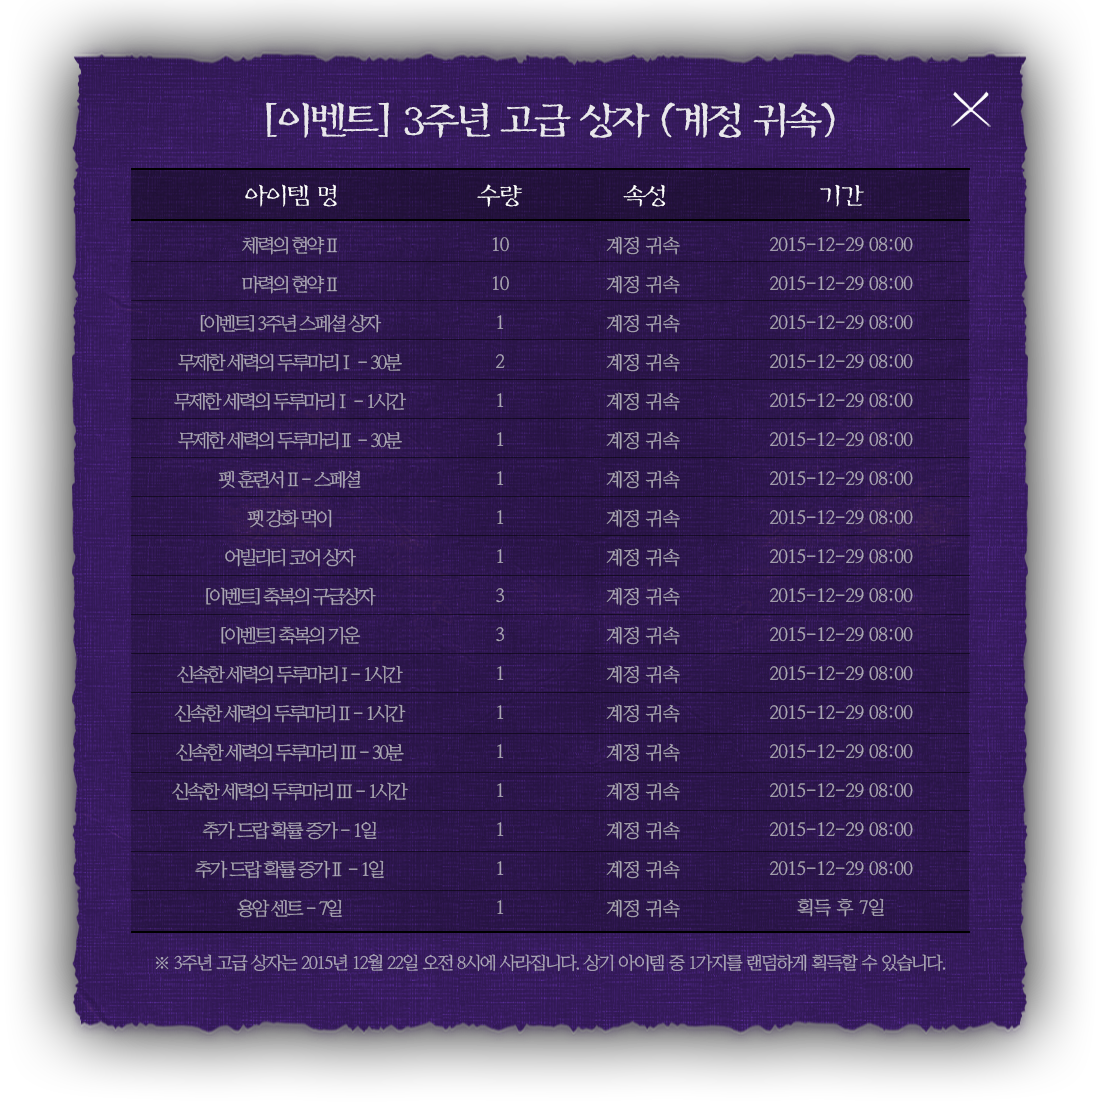 [이벤트] 3주년 고급 상자 (계정 귀속)
아이템 명 수량 속성 기간
체력의 현약 Ⅱ 10 계정 귀속 2015-12-29 08:00
마력의 현약 Ⅱ 10 계정 귀속 2015-12-29 08:00
[이벤트] 3주년 스페셜 상자 1 계정 귀속 2015-12-29 08:00
무제한 세력의 두루마리 Ⅰ - 30분 2 계정 귀속 2015-12-29 08:00
무제한 세력의 두루마리 Ⅰ - 1시간 1 계정 귀속 2015-12-29 08:00
무제한 세력의 두루마리 Ⅱ - 30분 1 계정 귀속 2015-12-29 08:00
펫 훈련서 Ⅱ - 스페셜 1 계정 귀속 2015-12-29 08:00
펫 강화 먹이 1 계정 귀속 2015-12-29 08:00
어빌리티 코어 상자 1 계정 귀속 2015-12-29 08:00
[이벤트] 축복의 구급상자 3 계정 귀속 2015-12-29 08:00
[이벤트] 축복의 기운 3 계정 귀속 2015-12-29 08:00
신속한 세력의 두루마리 Ⅰ - 1시간 1 계정 귀속 2015-12-29 08:00
신속한 세력의 두루마리 Ⅱ - 1시간 1 계정 귀속 2015-12-29 08:00
신속한 세력의 두루마리 Ⅲ - 30분 1 계정 귀속 2015-12-29 08:00
신속한 세력의 두루마리 Ⅲ - 1시간 1 계정 귀속 2015-12-29 08:00
추가 드랍 확률 증가 - 1일 1 계정 귀속 2015-12-29 08:00
추가 드랍 확률 증가 Ⅱ - 1일 1 계정 귀속 2015-12-29 08:00
용암 센트 - 7일 1 계정 귀속 획득 후 7일
※ 3주년 고급 상자는 2015년 12월 22일 오전 8시에 사라집니다. 상기 아이템 중 1가지를 랜덤하게 획득할 수 있습니다.